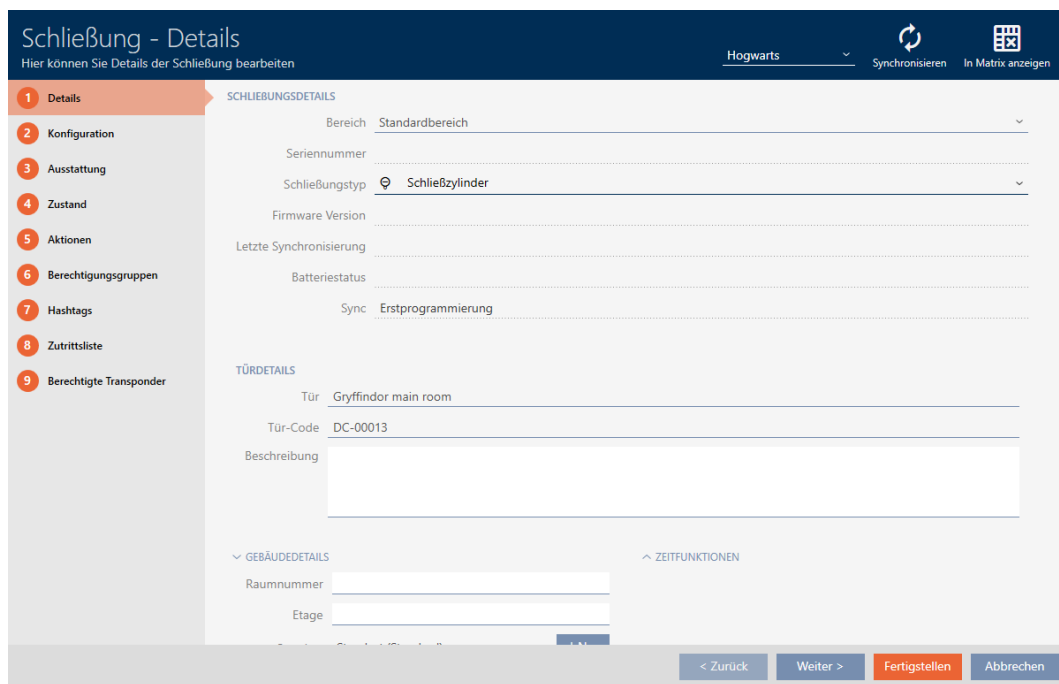 Schließung - Details
Hier können Sie Details der Schließung bearbeiten
Hogwarts
Synchronisieren
In Matrix anzeigen
1 Details
2 Konfiguration
3 Ausstattung
4 Zustand
5 Aktionen
6 Berechtigungsgruppen
7 Hashtags
8 Zutrittsliste
9 Berechtigte Transponder
SCHLIEßUNGSDETAILS
Bereich Standardbereich
Seriennummer
Schließungstyp Schließzylinder
Firmware Version
Letzte Synchronisierung
Batteriestatus
Sync Erstprogrammierung
TÜRDETAILS
Tür Gryffindor main room
Tür-Code DC-00013
Beschreibung
GEBÄUDEDETAILS
Raumnummer
Etage
ZEITFUNKTIONEN
< Zurück
Weiter >
Fertigstellen
Abbrechen